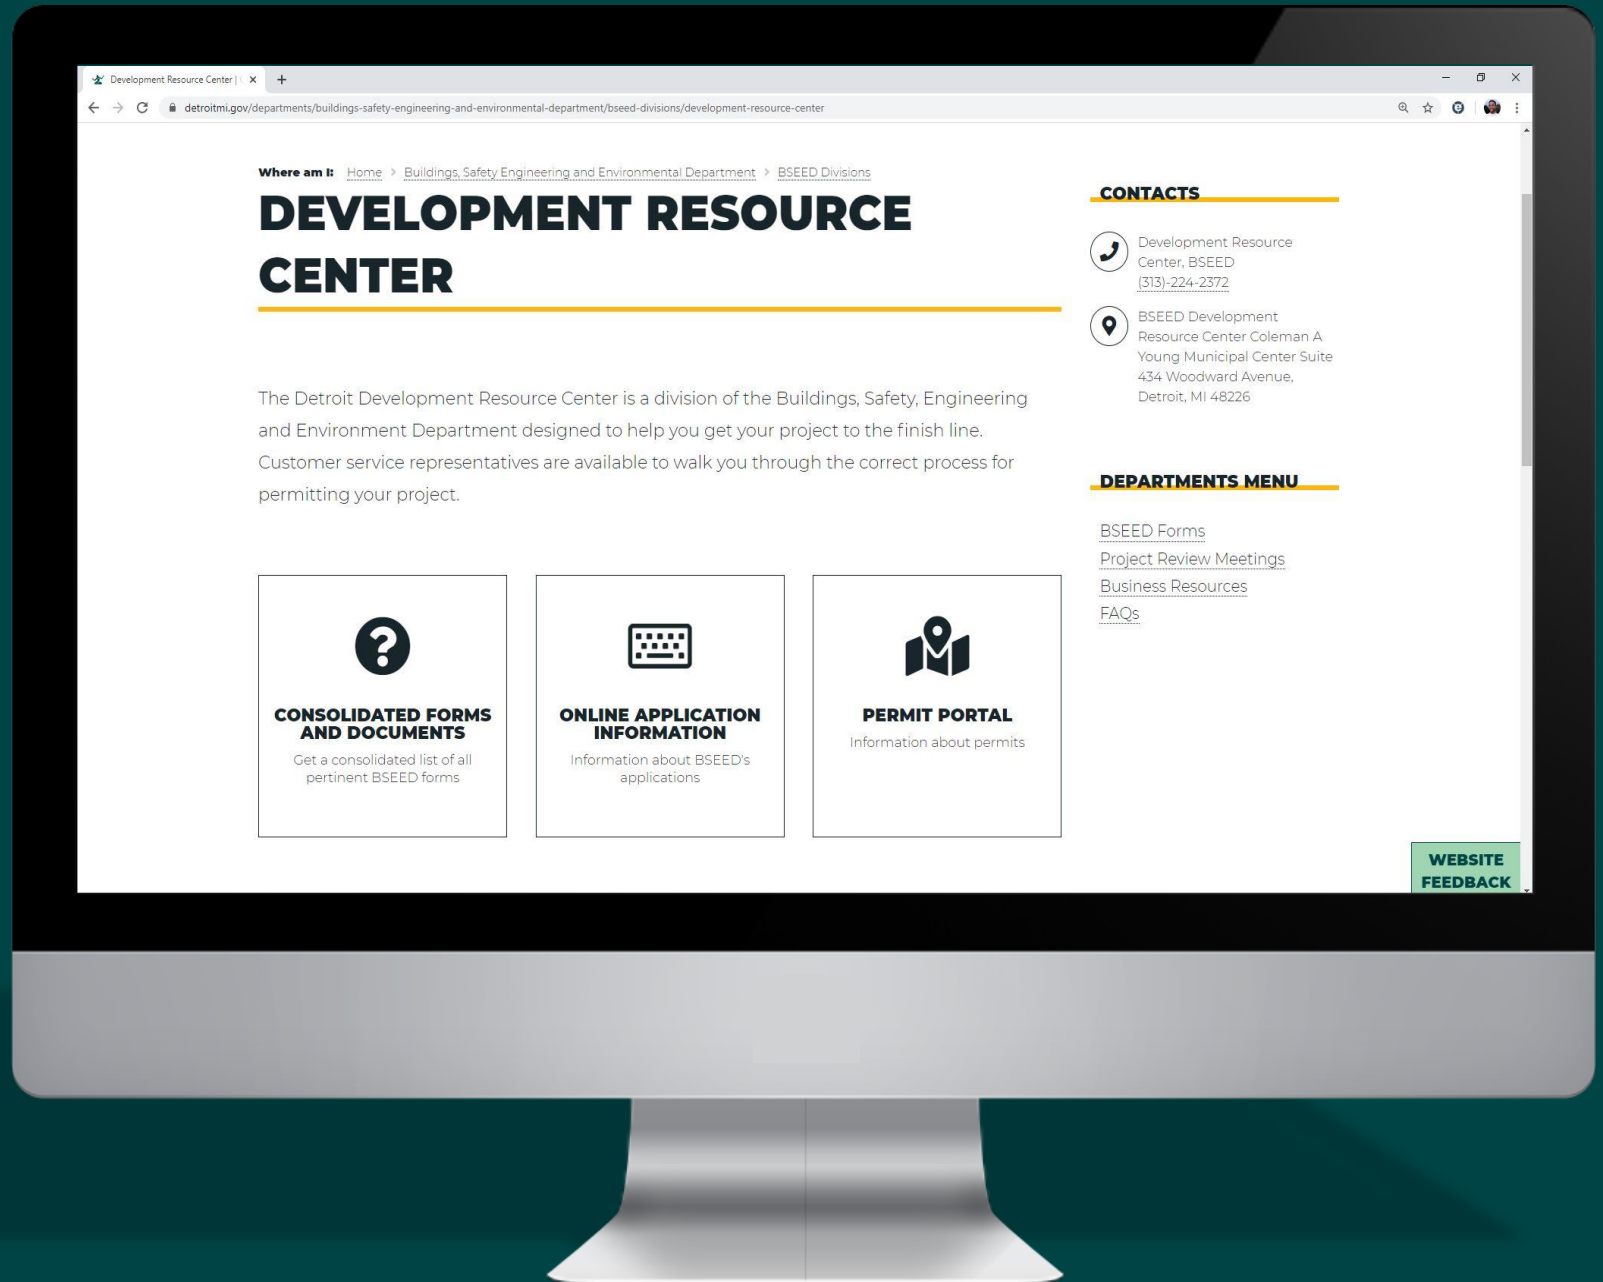 Development Resource Center |
detroitmi.gov/departments/buildings-safety-engineering-and-environmental-department/bseed-divisions/development-resource-center
Where am I: Home > Buildings, Safety Engineering and Environmental Department > BSEED Divisions
DEVELOPMENT RESOURCE
CENTER
The Detroit Development Resource Center is a division of the Buildings, Safety, Engineering
and Environment Department designed to help you get your project to the finish line.
Customer service representatives are available to walk you through the correct process for
permitting your project.
CONSOLIDATED FORMS
AND DOCUMENTS
Get a consolidated list of all
pertinent BSEED forms
ONLINE APPLICATION
INFORMATION
Information about BSEED's
applications
PERMIT PORTAL
Information about permits
CONTACTS
Development Resource
Center, BSEED
(313)-224-2372
BSEED Development
Resource Center Coleman A
Young Municipal Center Suite
434 Woodward Avenue,
Detroit, MI 48226
DEPARTMENTS MENU
BSEED Forms
Project Review Meetings
Business Resources
FAQs
WEBSITE
FEEDBACK